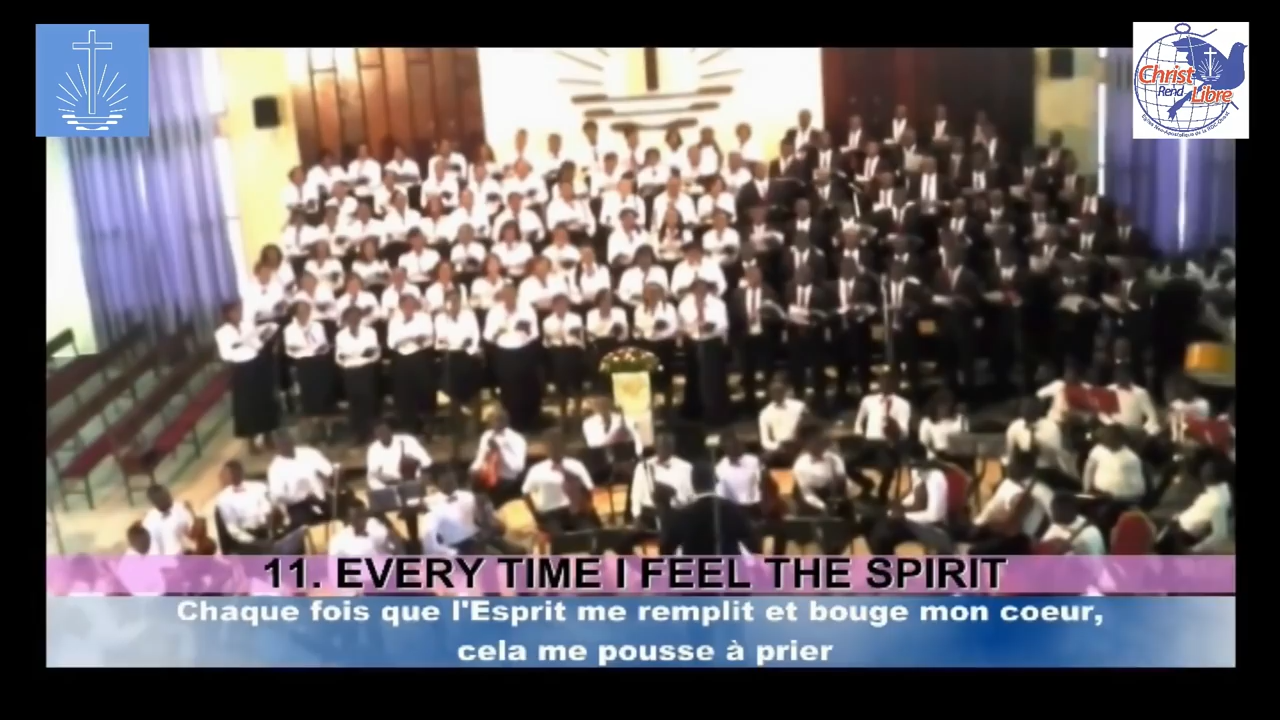 Christ
Rend
Libre
11. EVERY TIME I FEEL THE SPIRIT
Chaque fois que l'Esprit me remplit et bouge mon coeur,
cela me pousse à prier